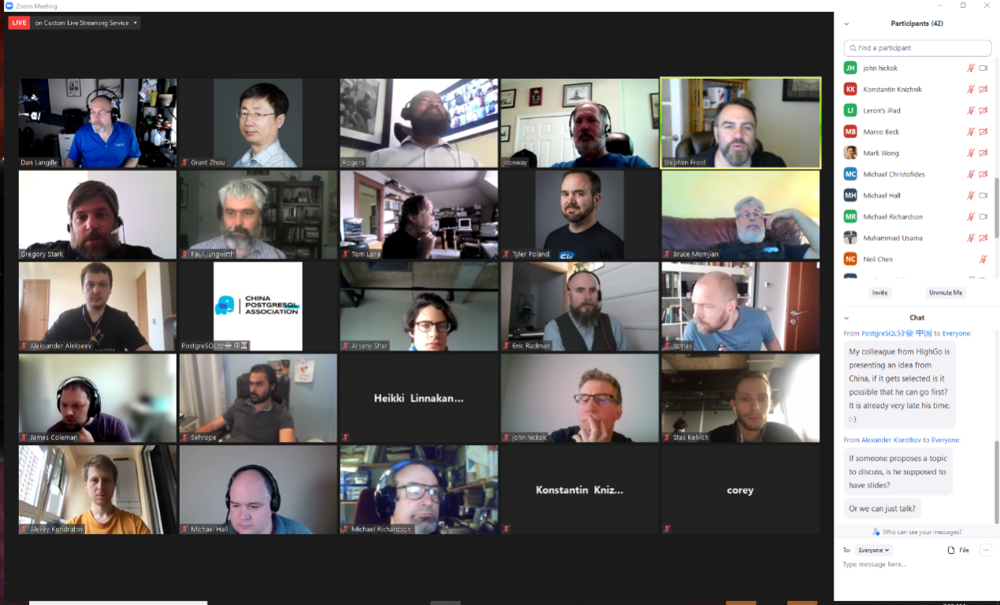 Zoom Meeting
LIVE on Custom Live Streaming Service
Dan Langille
Grant Zhou
Rogers
conway
Stephen Frost
Gregory Stark
Paul Jungwirth
Tom Lane
Tyler Poland
Bruce Momjian
CHINA
POSTGRESQL
ASSOCIATION
Aleksander Alekseev
PostgreSQL分会 中国
Arseny Sher
Eric Radman
tomas
James Coleman
Sehrope
Heikki Linnakan...
john hickok
Stas Kelvich
Alexey Kondratov
Michael Hall
Michael Richardson
Konstantin Kniz...
corey
Participants (42)
Find a participant
JH john hickok
KK Konstantin Knizhnik
LI Leron's iPad
MB Marco Beck
Mark Wong
MC Michael Christofides
MH Michael Hall
MR Michael Richardson
Muhammad Usama
NC Neil Chen
Invite Unmute Me
Chat
From PostgreSQL分会 中国 to Everyone:
My colleague from HighGo is
presenting an idea from
China, if it gets selected is it
possible that he can go first?
It is already very late his time.
:-)
From Alexander Korotkov to Everyone:
If someone proposes a topic
to discuss, is he supposed to
have slides?
Or we can just talk?
Who can see your messages?
To: Everyone File
Type message here...